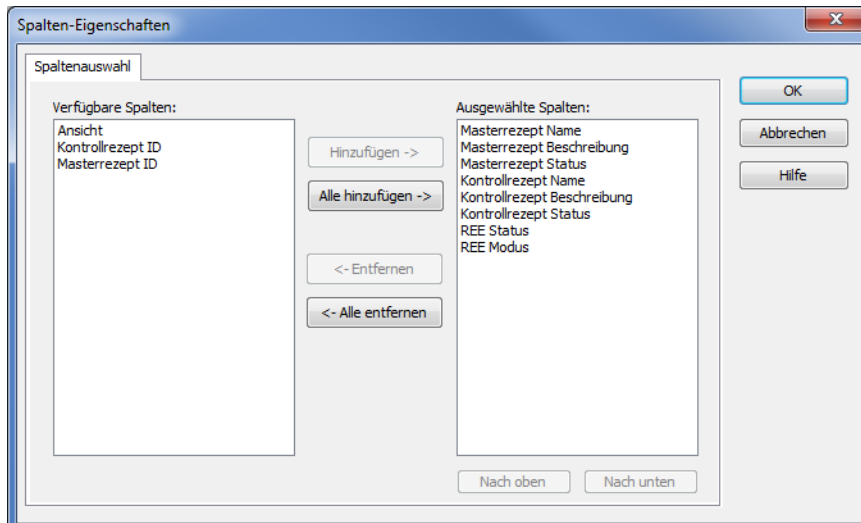 Spalten-Eigenschaften
Spaltenauswahl
Verfügbare Spalten:
Ansicht
Kontrollrezept ID
Masterrezept ID
Hinzufügen ->
Alle hinzufügen ->
<- Entfernen
<- Alle entfernen
Ausgewählte Spalten:
Masterrezept Name
Masterrezept Beschreibung
Masterrezept Status
Kontrollrezept Name
Kontrollrezept Beschreibung
Kontrollrezept Status
REE Status
REE Modus
Nach oben
Nach unten
OK
Abbrechen
Hilfe